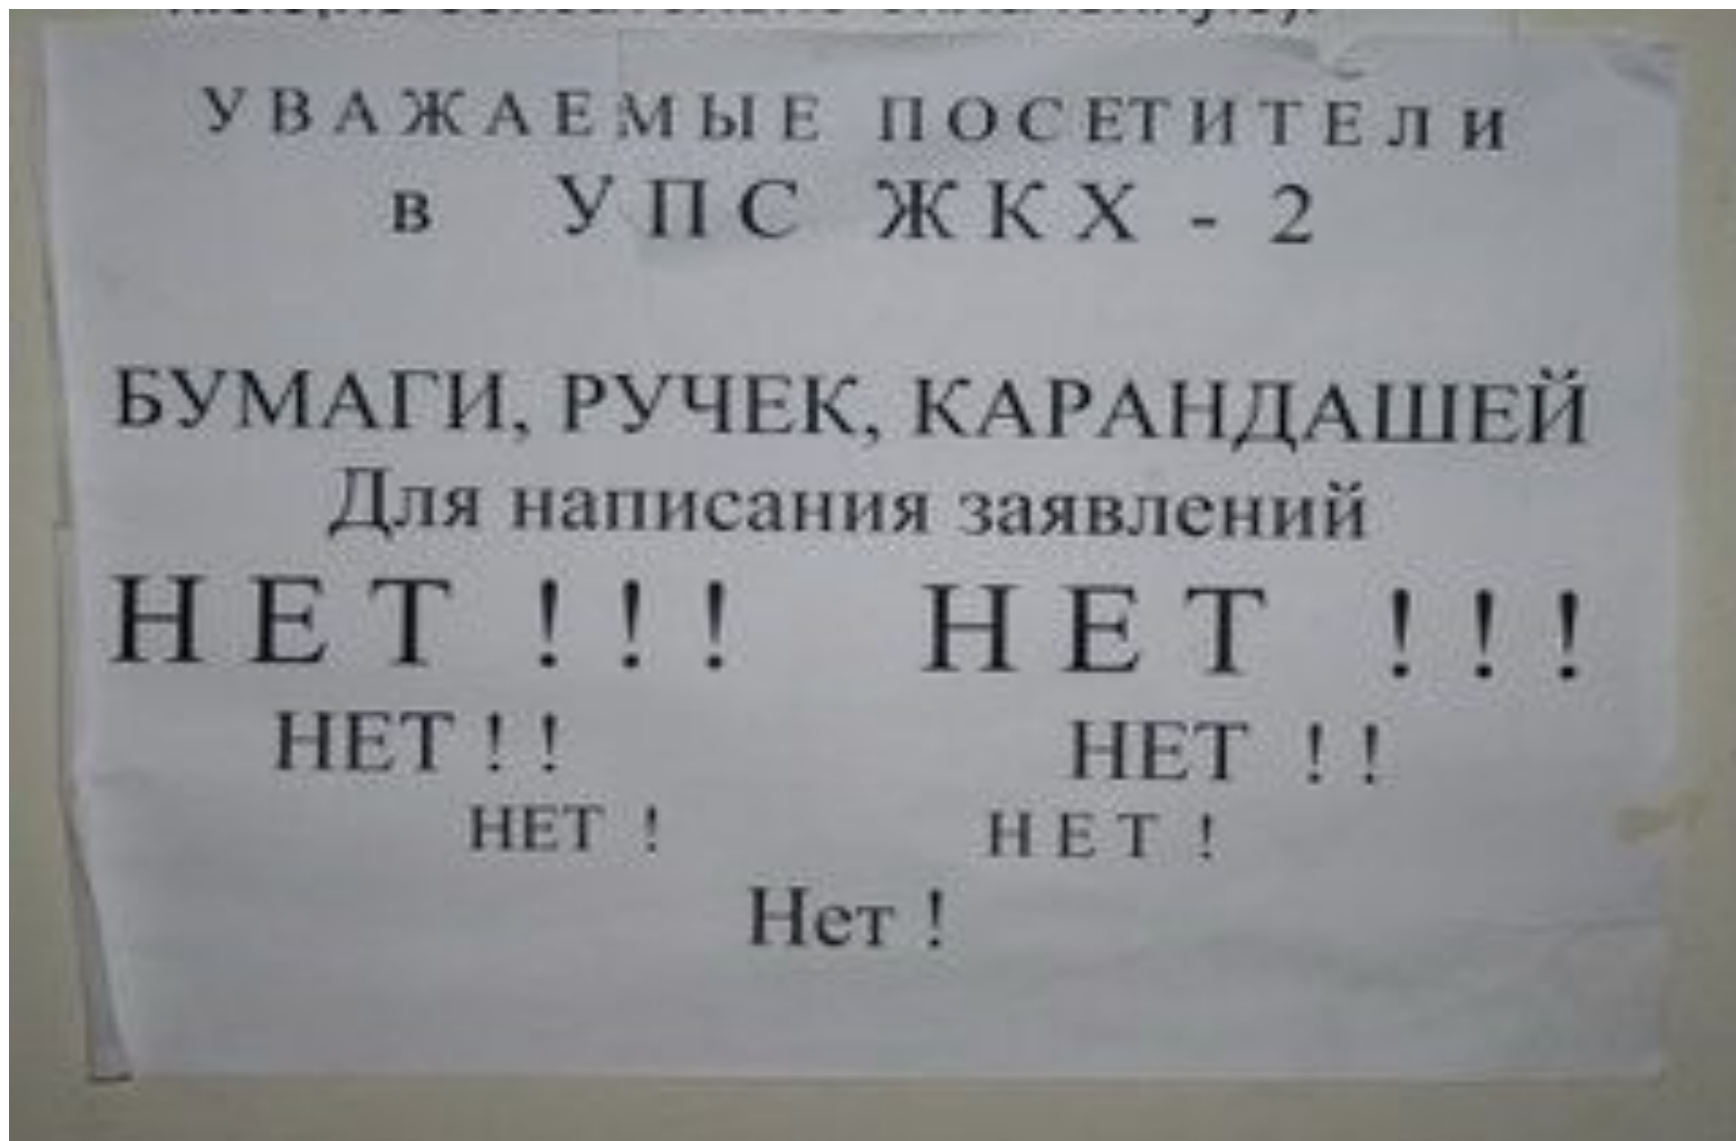 УВАЖАЕМЫЕ ПОСЕТИТЕЛИ
в УПС ЖКХ - 2
БУМАГИ, РУЧЕК, КАРАНДАШЕЙ
Для написания заявлений
НЕТ !!! НЕТ !!!
НЕТ !! НЕТ !!
НЕТ ! НЕТ !
Нет !